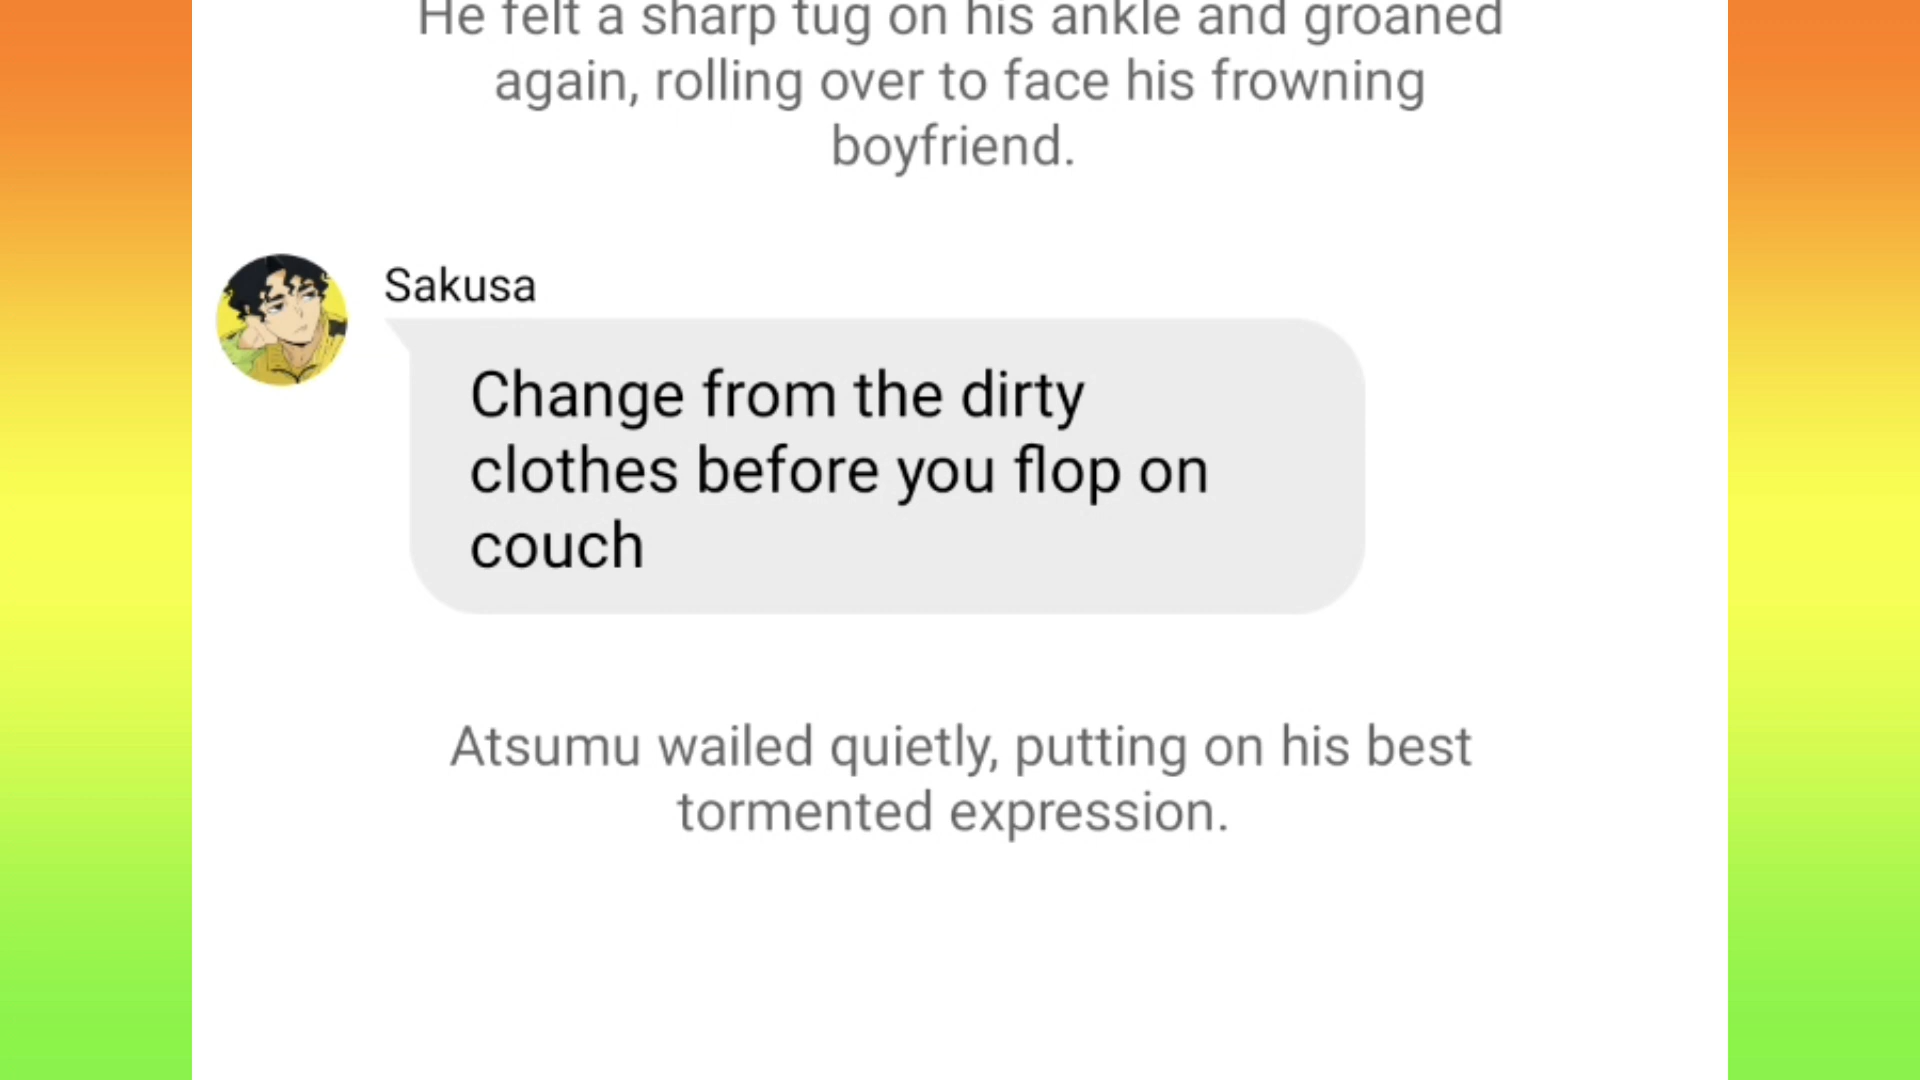 He felt a sharp tug on his ankle and groaned
again, rolling over to face his frowning
boyfriend.
Sakusa
Change from the dirty
clothes before you flop on
couch
Atsumu wailed quietly, putting on his best
tormented expression.